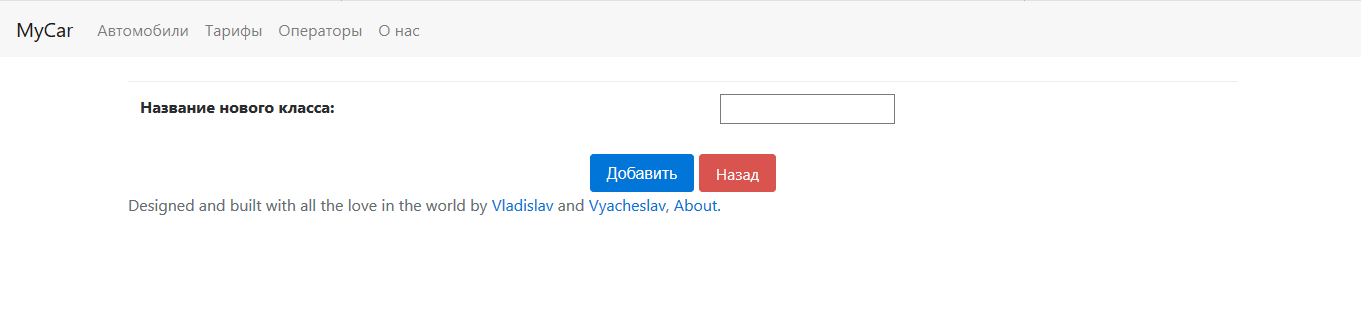 MyCar Автомобили Тарифы Операторы О нас
Название нового класса:
Добавить Назад
Designed and built with all the love in the world by Vladislav and Vyacheslav, About.